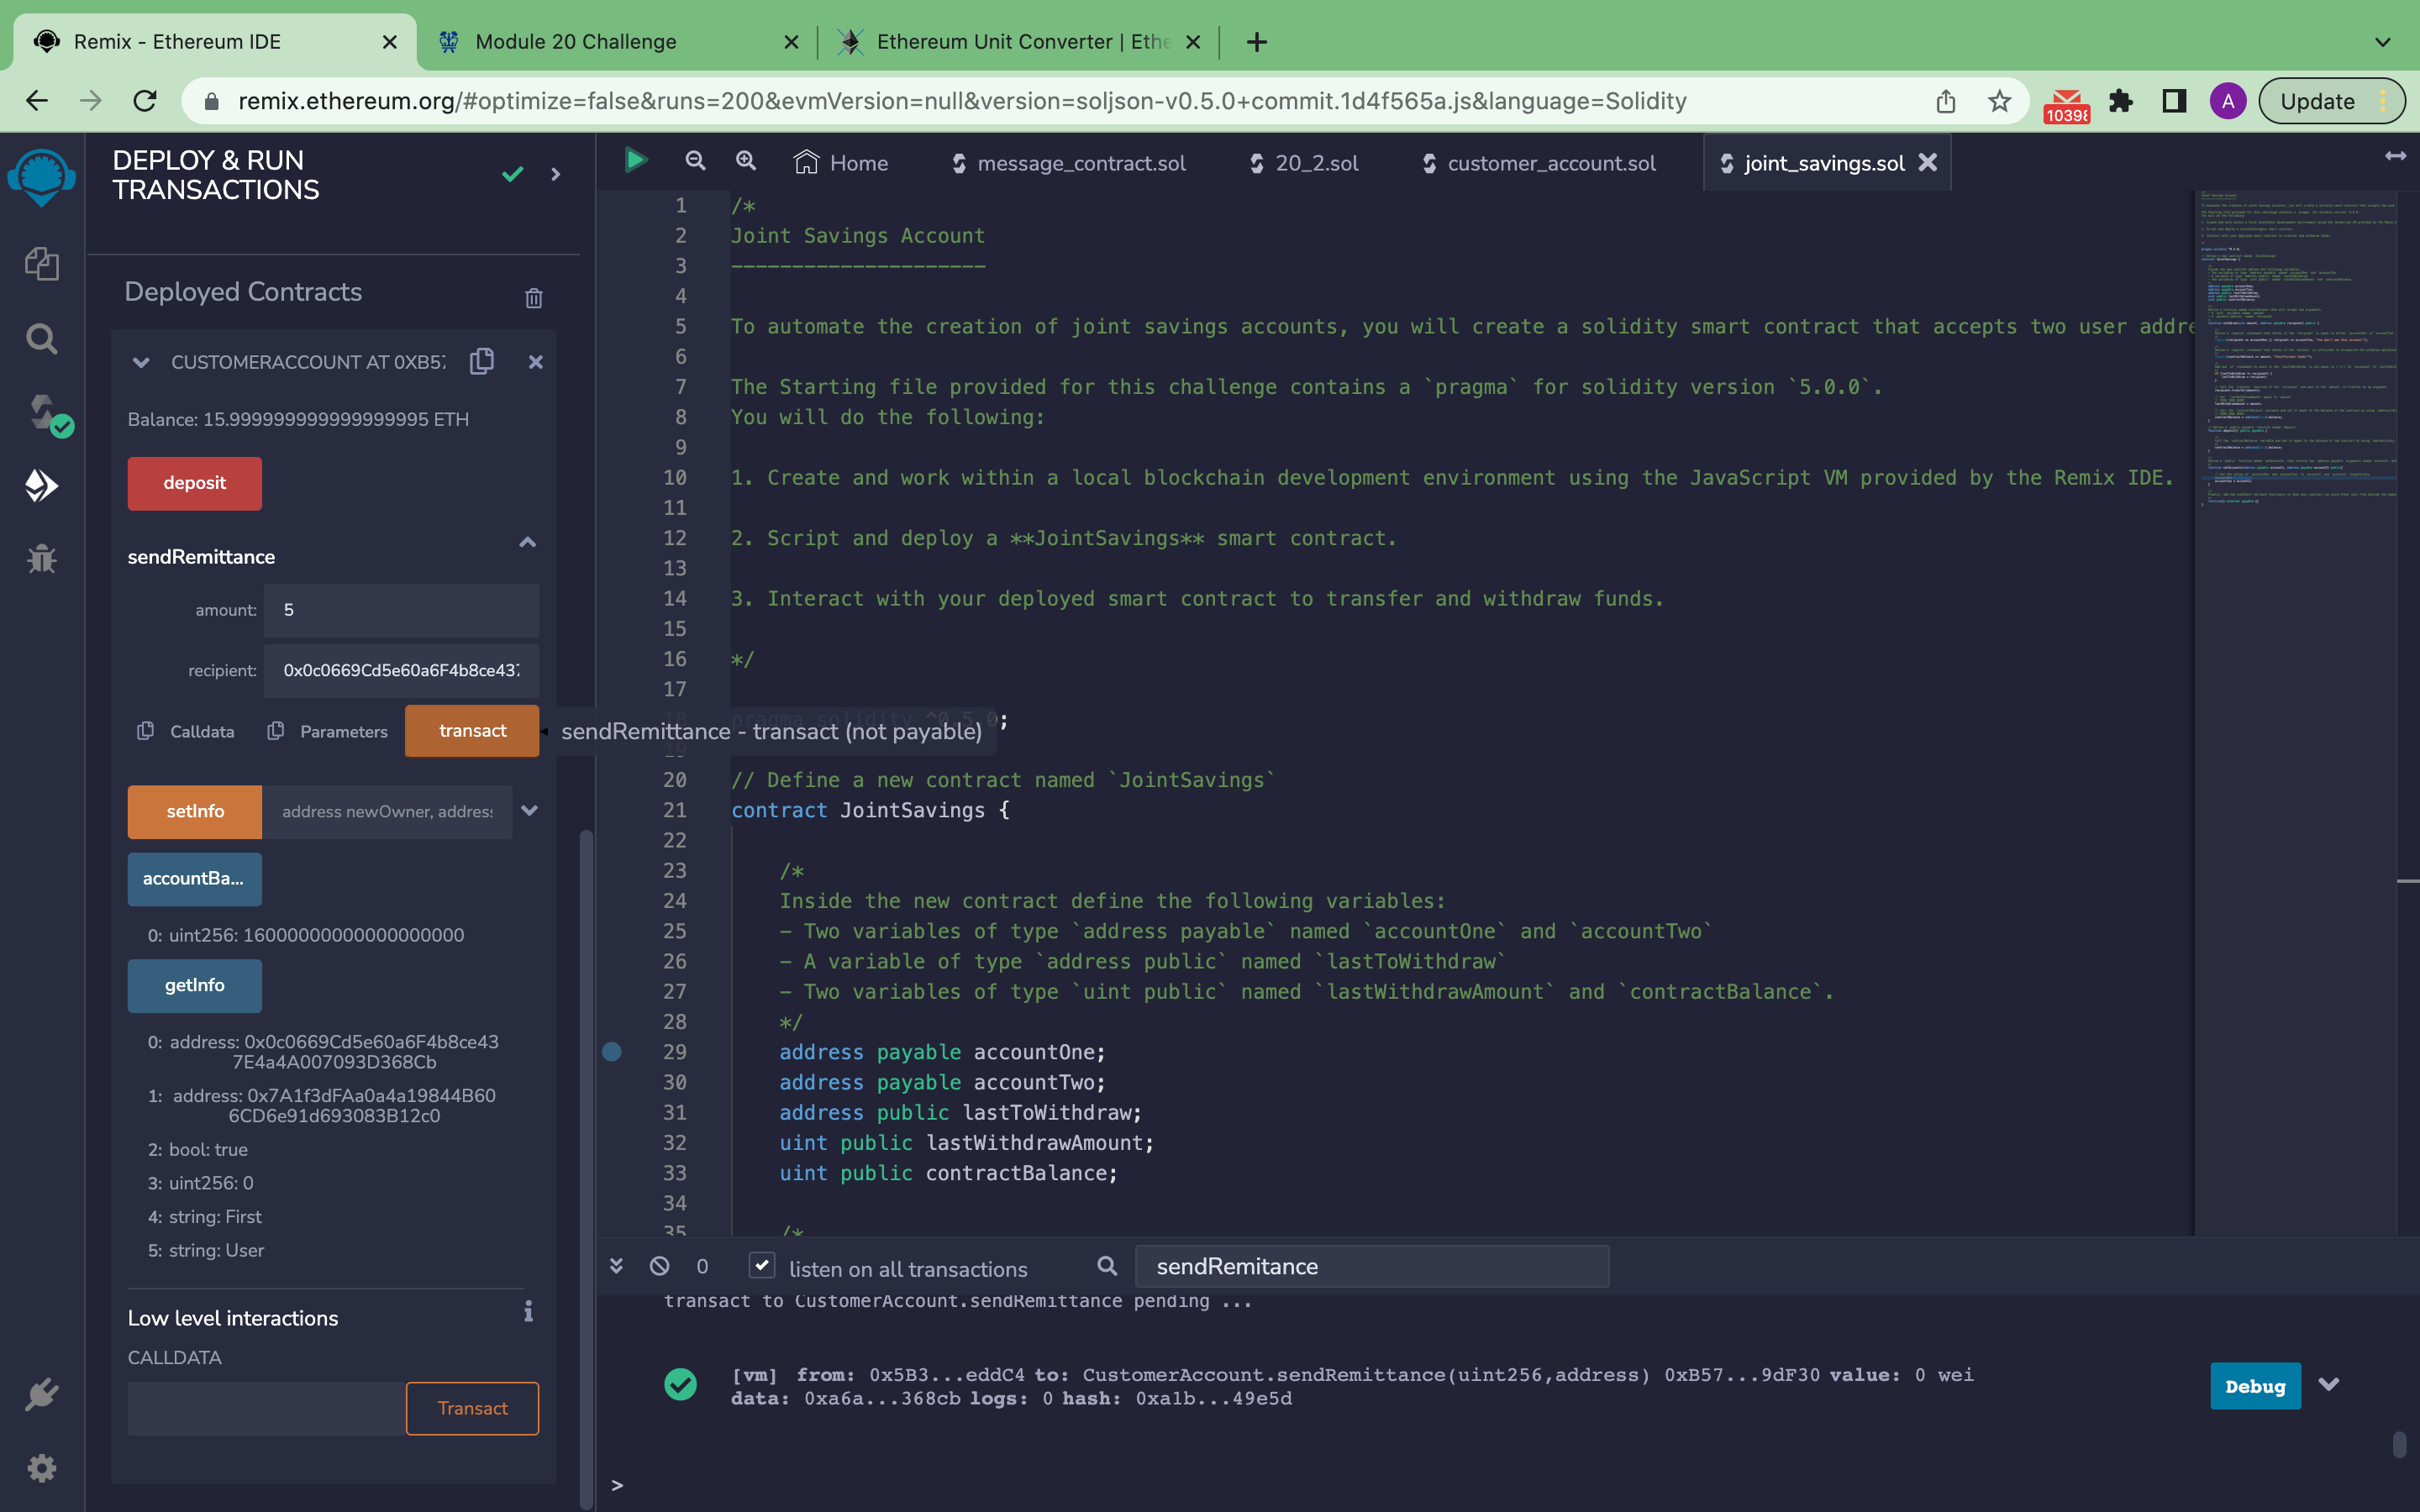 Remix - Ethereum IDE
Module 20 Challenge
Ethereum Unit Converter | Ethe
remix.ethereum.org/#optimize=false&runs=200&evmVersion=null&version=soljson-v0.5.0+commit.1d4f565a.js&language=Solidity
10398
A
Update
DEPLOY & RUN
TRANSACTIONS
Deployed Contracts
CUSTOMERACCOUNT AT 0XB57
Balance: 15.999999999999999995 ETH
deposit
sendRemittance
amount:
5
recipient:
0x0c0669Cd5e60a6F4b8ce437
Calldata
Parameters
transact
sendRemittance - transact (not payable)
setInfo
address newOwner, address
accountBa...
0: uint256: 16000000000000000000
getInfo
0: address: 0x0c0669Cd5e60a6F4b8ce43
7E4a4A007093D368Cb
1: address: 0x7A1f3dFAa0a4a19844B60
6CD6e91d693083B12c0
2: bool: true
3: uint256: 0
4: string: First
5: string: User
Low level interactions
i
CALLDATA
Transact
Home
message_contract.sol
20_2.sol
customer_account.sol
joint_savings.sol
1 /*
2 Joint Savings Account
3 ---------------------
4
5 To automate the creation of joint savings accounts, you will create a solidity smart contract that accepts two user addre
6
7 The Starting file provided for this challenge contains a `pragma` for solidity version `5.0.0`.
8 You will do the following:
9
10 1. Create and work within a local blockchain development environment using the JavaScript VM provided by the Remix IDE.
11
12 2. Script and deploy a **JointSavings** smart contract.
13
14 3. Interact with your deployed smart contract to transfer and withdraw funds.
15
16 */
17
18 pragma solidity ^0.5.0;
19
20 // Define a new contract named `JointSavings`
21 contract JointSavings {
22
23 /*
24 Inside the new contract define the following variables:
25 - Two variables of type `address payable` named `accountOne` and `accountTwo`
26 - A variable of type `address public` named `lastToWithdraw`
27 - Two variables of type `uint public` named `lastWithdrawAmount` and `contractBalance`.
28 */
29 address payable accountOne;
30 address payable accountTwo;
31 address public lastToWithdraw;
32 uint public lastWithdrawAmount;
33 uint public contractBalance;
34
35 /*
0
listen on all transactions
sendRemitance
transact to CustomerAccount.sendRemittance pending ...
[vm] from: 0x5B3...eddC4 to: CustomerAccount.sendRemittance(uint256,address) 0xB57...9dF30 value: 0 wei
data: 0xa6a...368cb logs: 0 hash: 0xa1b...49e5d
Debug
>